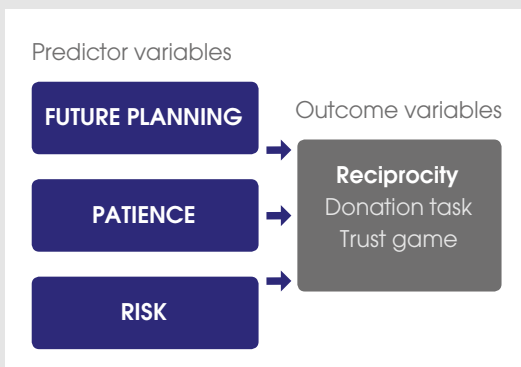 Predictor variables
FUTURE PLANNING
PATIENCE
RISK
Outcome variables
Reciprocity
Donation task
Trust game